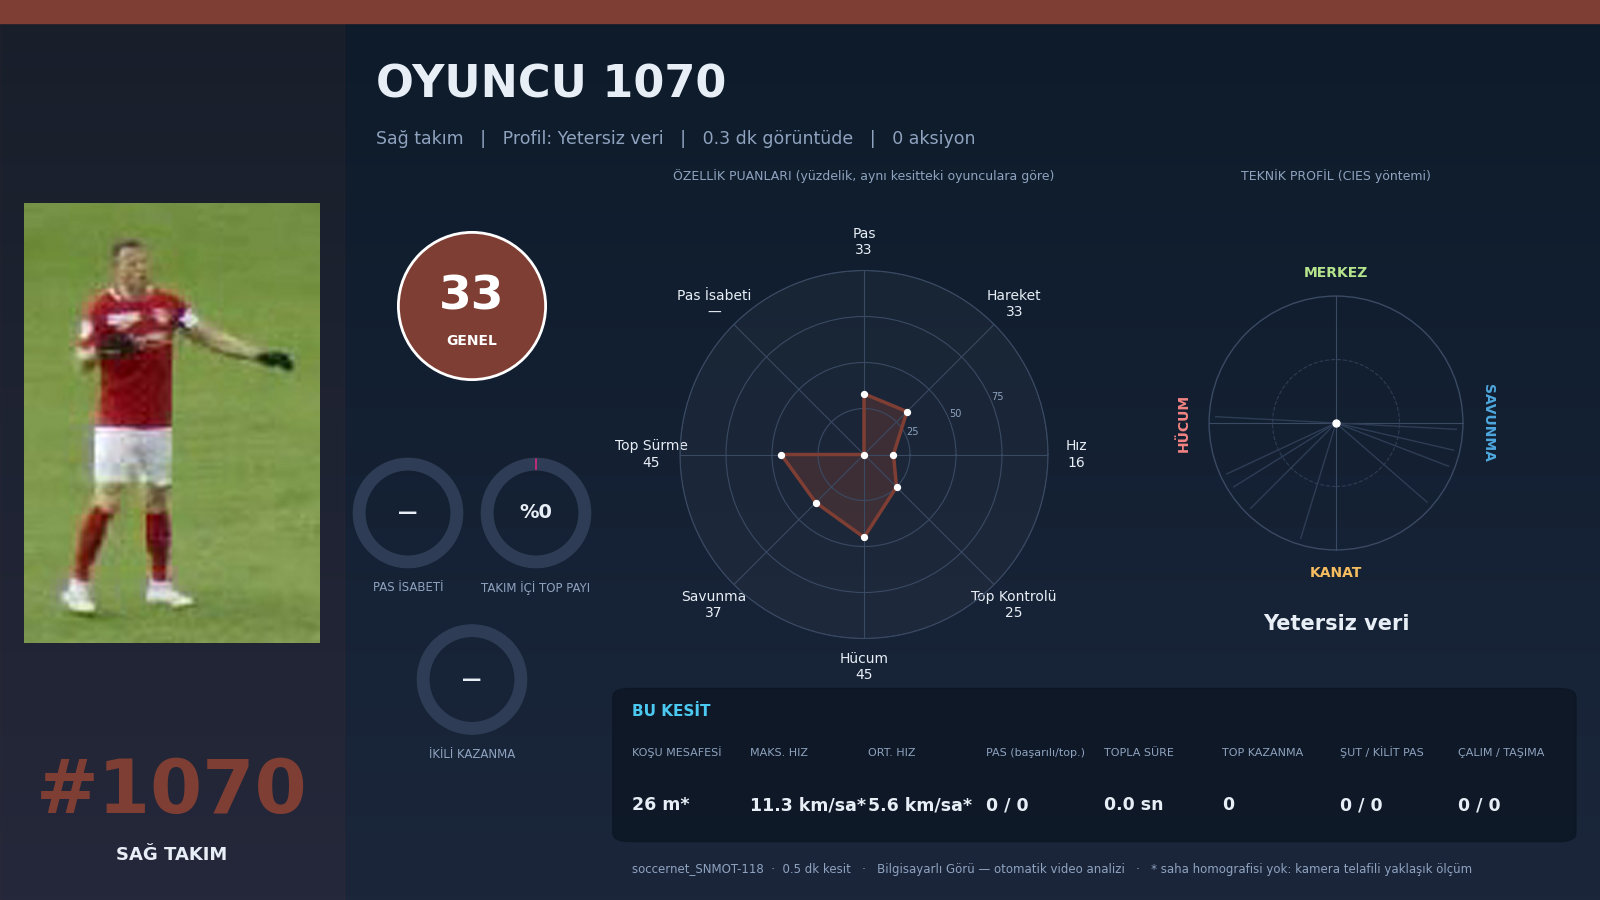 OYUNCU 1070
Sağ takım | Profil: Yetersiz veri | 0.3 dk görüntüde | 0 aksiyon
ÖZELLİK PUANLARI (yüzdelik, aynı kesitteki oyunculara göre)
TEKNİK PROFİL (CIES yöntemi)
33
GENEL
—
PAS İSABETİ
%0
TAKIM İÇİ TOP PAYI
—
İKİLİ KAZANMA
Pas
33
Pas İsabeti
—
Hareket
33
75
50
25
Top Sürme
45
Hız
16
Savunma
37
Top Kontrolü
25
Hücum
45
MERKEZ
HÜCUM
SAVUNMA
KANAT
Yetersiz veri
#1070
SAĞ TAKIM
BU KESİT
KOŞU MESAFESİ MAKS. HIZ ORT. HIZ PAS (başarılı/top.) TOPLA SÜRE TOP KAZANMA ŞUT / KİLİT PAS ÇALIM / TAŞIMA
26 m* 11.3 km/sa* 5.6 km/sa* 0 / 0 0.0 sn 0 0 / 0 0 / 0
soccernet_SNMOT-118 · 0.5 dk kesit · Bilgisayarlı Görü — otomatik video analizi · * saha homografisi yok: kamera telafili yaklaşık ölçüm